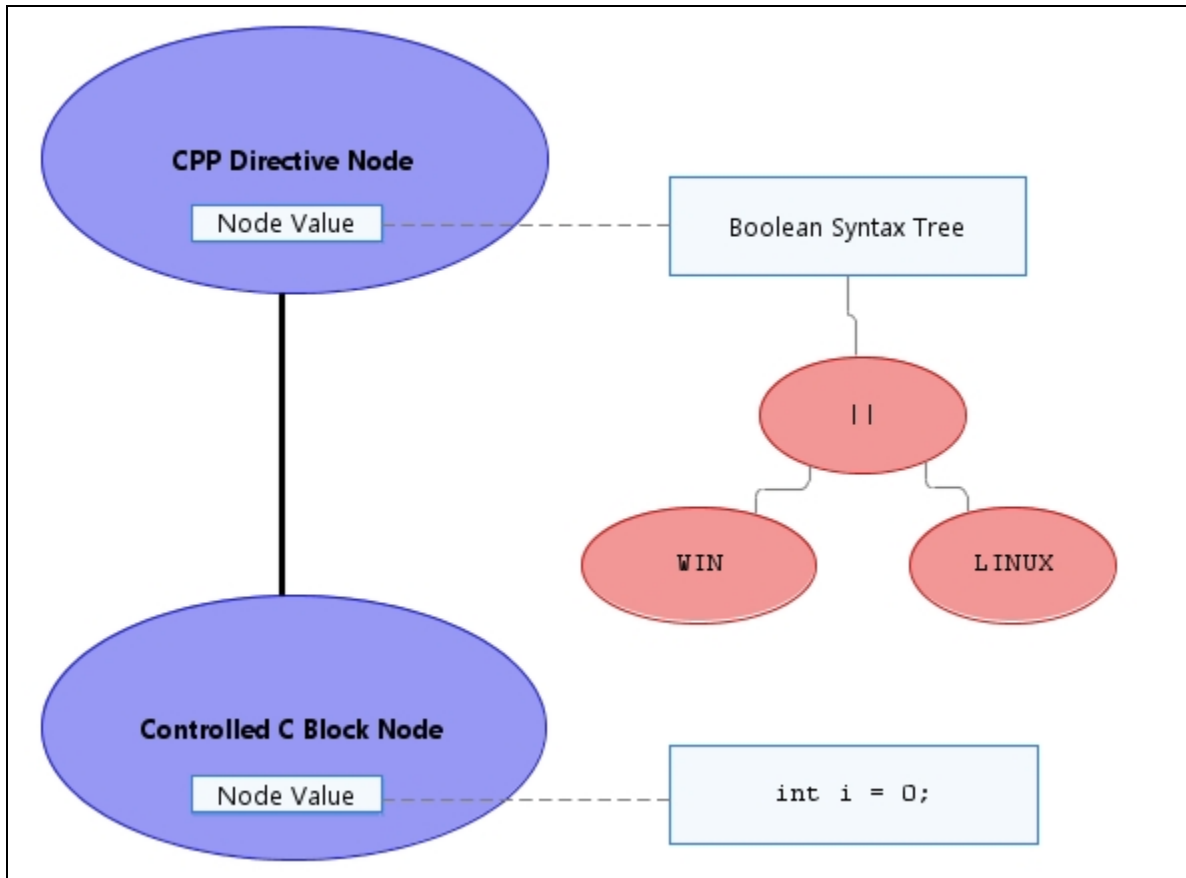 CPP Directive Node
Node Value
Boolean Syntax Tree
||
WIN
LINUX
Controlled C Block Node
Node Value
int i = 0;